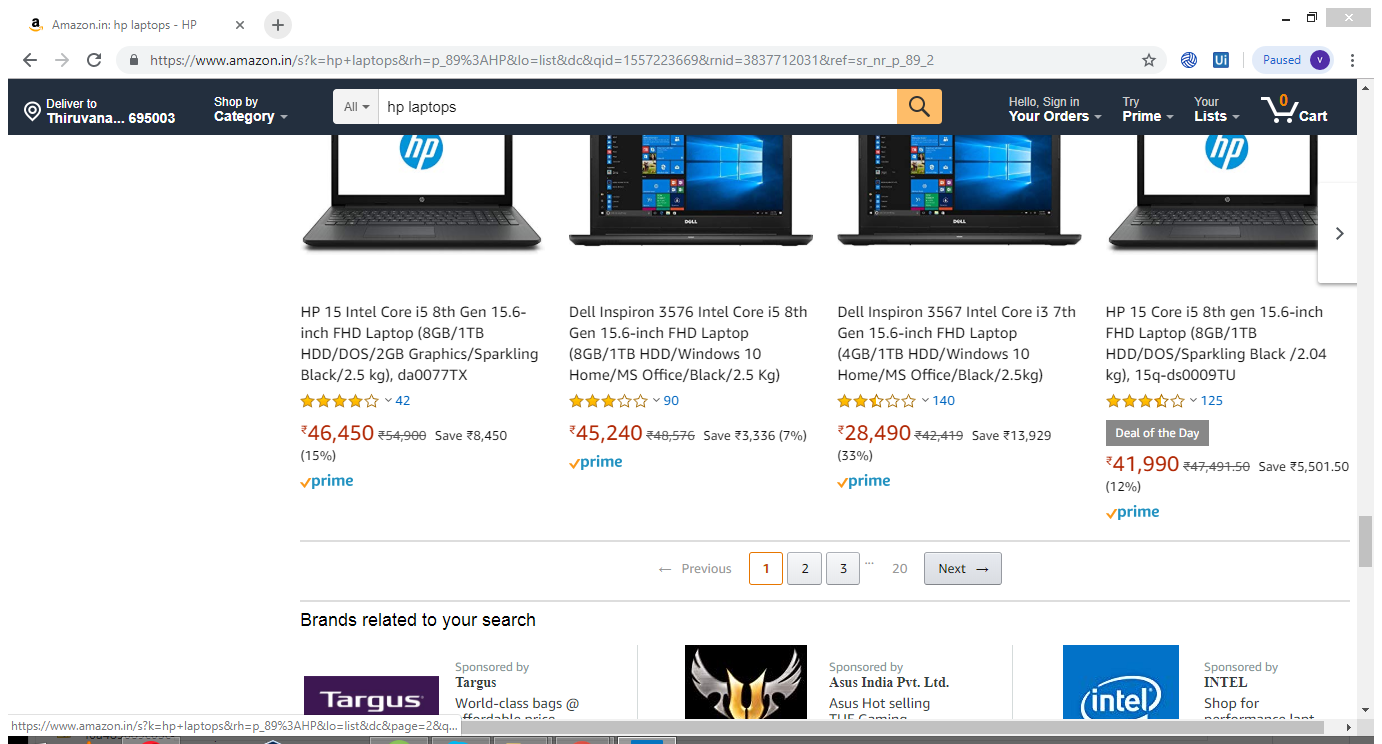 Amazon.in: hp laptops - HP
https://www.amazon.in/s?k=hp+laptops&rh=p_89%3AHP&lo=list&dc&qid=1557223669&rnid=3837712031&ref=sr_nr_p_89_2
Ui
Paused
V
Deliver to
Thiruvana... 695003
Shop by
Category
All
hp laptops
Hello, Sign in
Your Orders
Try
Prime
Your
Lists
0
Cart
hp
hp
DELL
DELL
HP 15 Intel Core i5 8th Gen 15.6-
inch FHD Laptop (8GB/1TB
HDD/DOS/2GB Graphics/Sparkling
Black/2.5 kg), da0077TX
42
₹46,450 ₹54,900 Save ₹8,450
(15%)
prime
Dell Inspiron 3576 Intel Core i5 8th
Gen 15.6-inch FHD Laptop
(8GB/1TB HDD/Windows 10
Home/MS Office/Black/2.5 Kg)
90
₹45,240 ₹48,576 Save ₹3,336 (7%)
prime
Dell Inspiron 3567 Intel Core i3 7th
Gen 15.6-inch FHD Laptop
(4GB/1TB HDD/Windows 10
Home/MS Office/Black/2.5kg)
140
₹28,490 ₹42,419 Save ₹13,929
(33%)
prime
HP 15 Core i5 8th gen 15.6-inch
FHD Laptop (8GB/1TB
HDD/DOS/Sparkling Black /2.04
kg), 15q-ds0009TU
125
Deal of the Day
₹41,990 ₹47,491.50 Save ₹5,501.50
(12%)
prime
← Previous 1 2 3 ... 20 Next →
Brands related to your search
Targus
Sponsored by
Targus
World-class bags @
affordable price
Sponsored by
Asus India Pvt. Ltd.
Asus Hot selling
THE Gaming
intel
Sponsored by
INTEL
Shop for
performance lapt
https://www.amazon.in/s?k=hp+laptops&rh=p_89%3AHP&lo=list&dc&page=2&q...